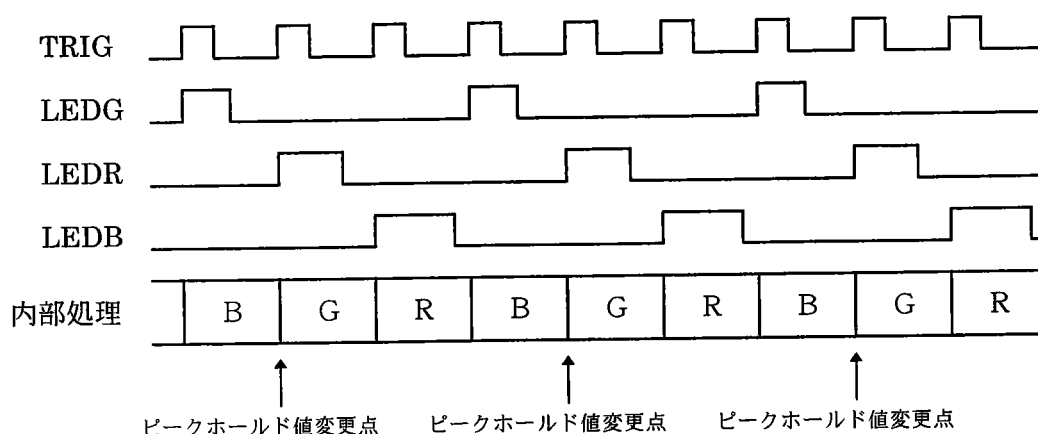 TRIG
LEDG
LEDR
LEDB
内部処理 B G R B G R B G R
ピークホールド値変更点 ピークホールド値変更点 ピークホールド値変更点